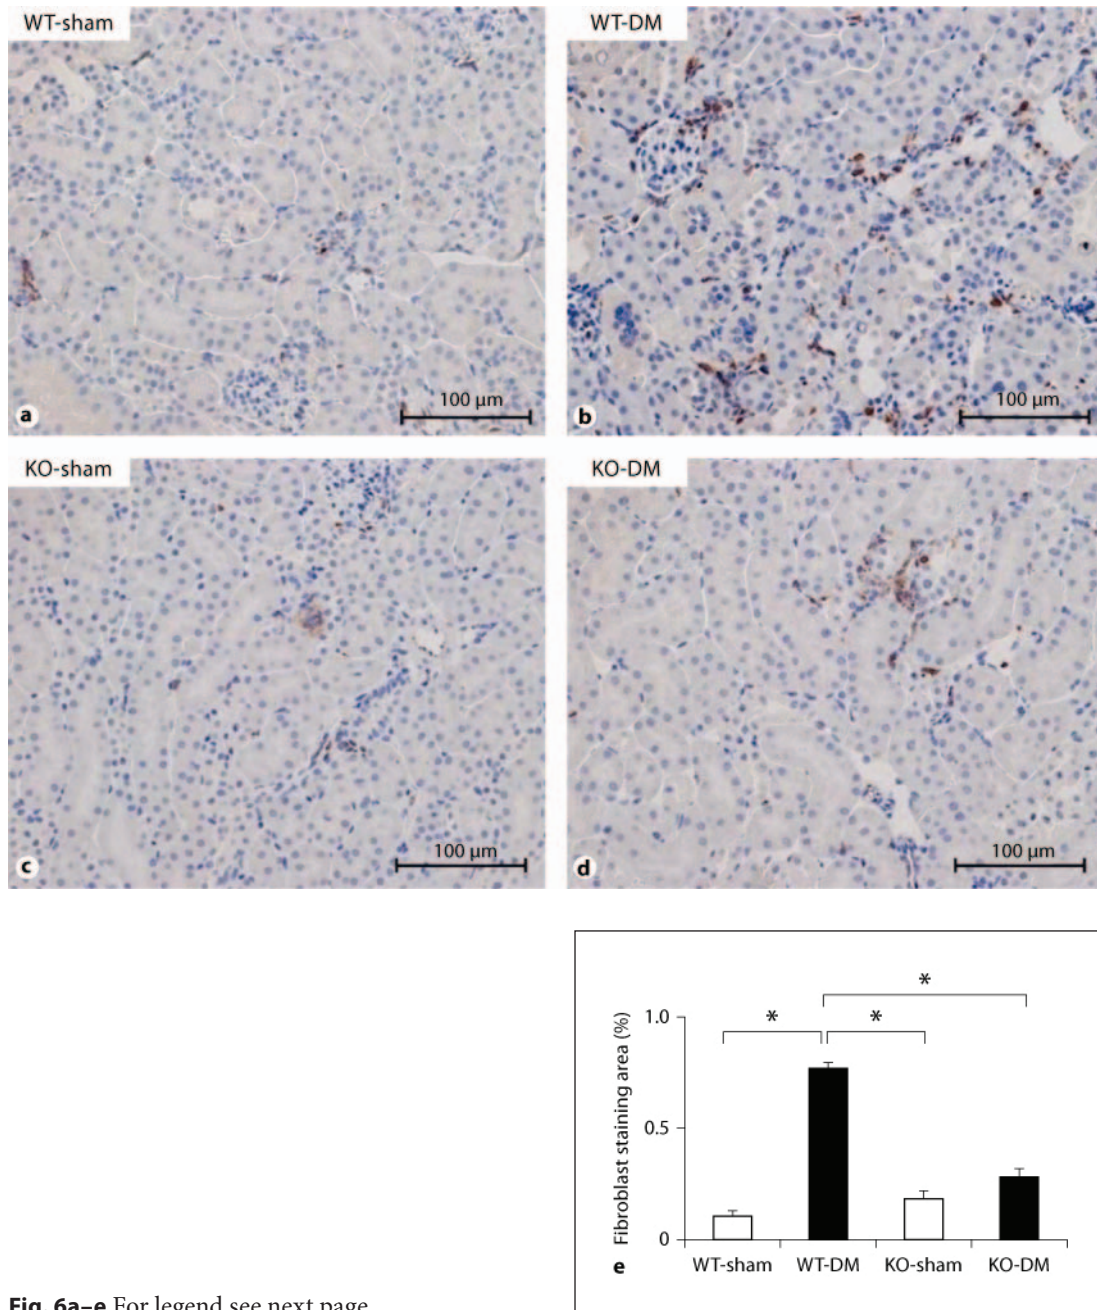 WT-sham
WT-DM
100 µm
a
100 µm
b
KO-sham
KO-DM
100 µm
c
100 µm
d
*
*
*
Fibroblast staining area (%)
1.0
0.5
0
e
WT-sham
WT-DM
KO-sham
KO-DM
Fig. 6a–e For legend see next page.